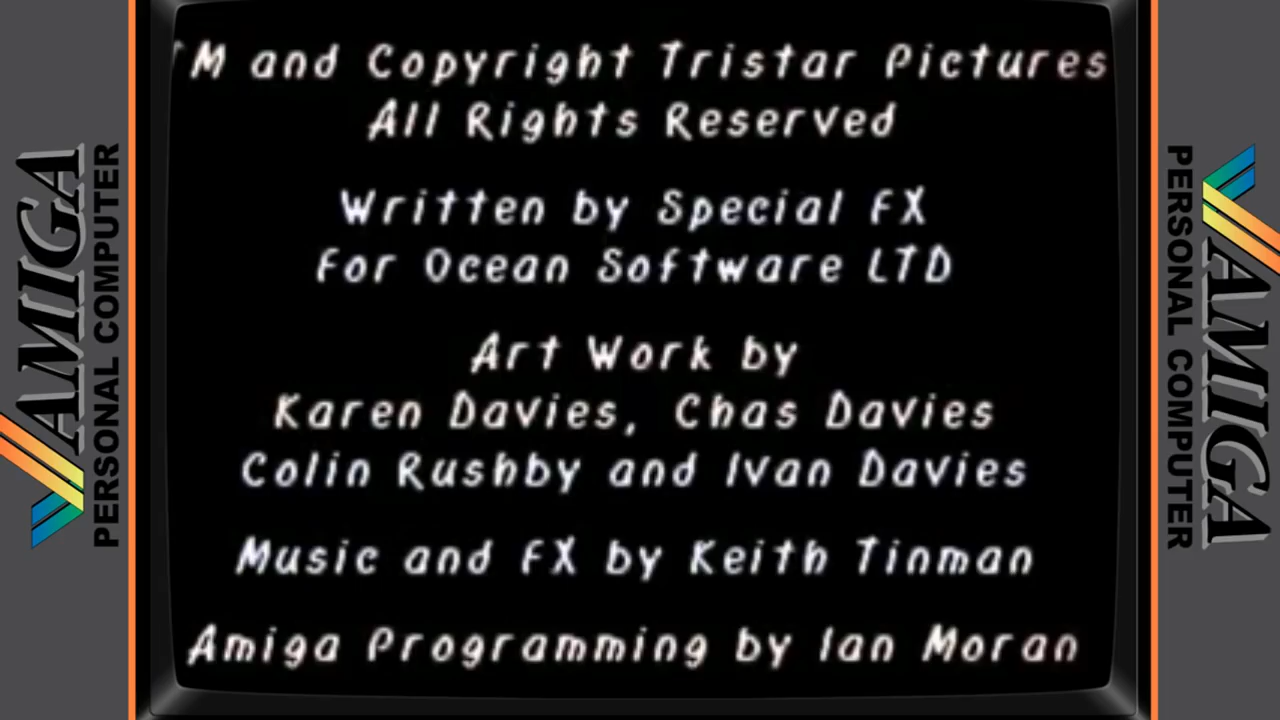 TM and Copyright Tristar Pictures
All Rights Reserved
Written by Special FX
For Ocean Software LTD
Art Work by
Karen Davies, Chas Davies
Colin Rushby and Ivan Davies
Music and FX by Keith Tinman
Amiga Programming by Ian Moran
AMIGA
PERSONAL COMPUTER
AMIGA
PERSONAL COMPUTER